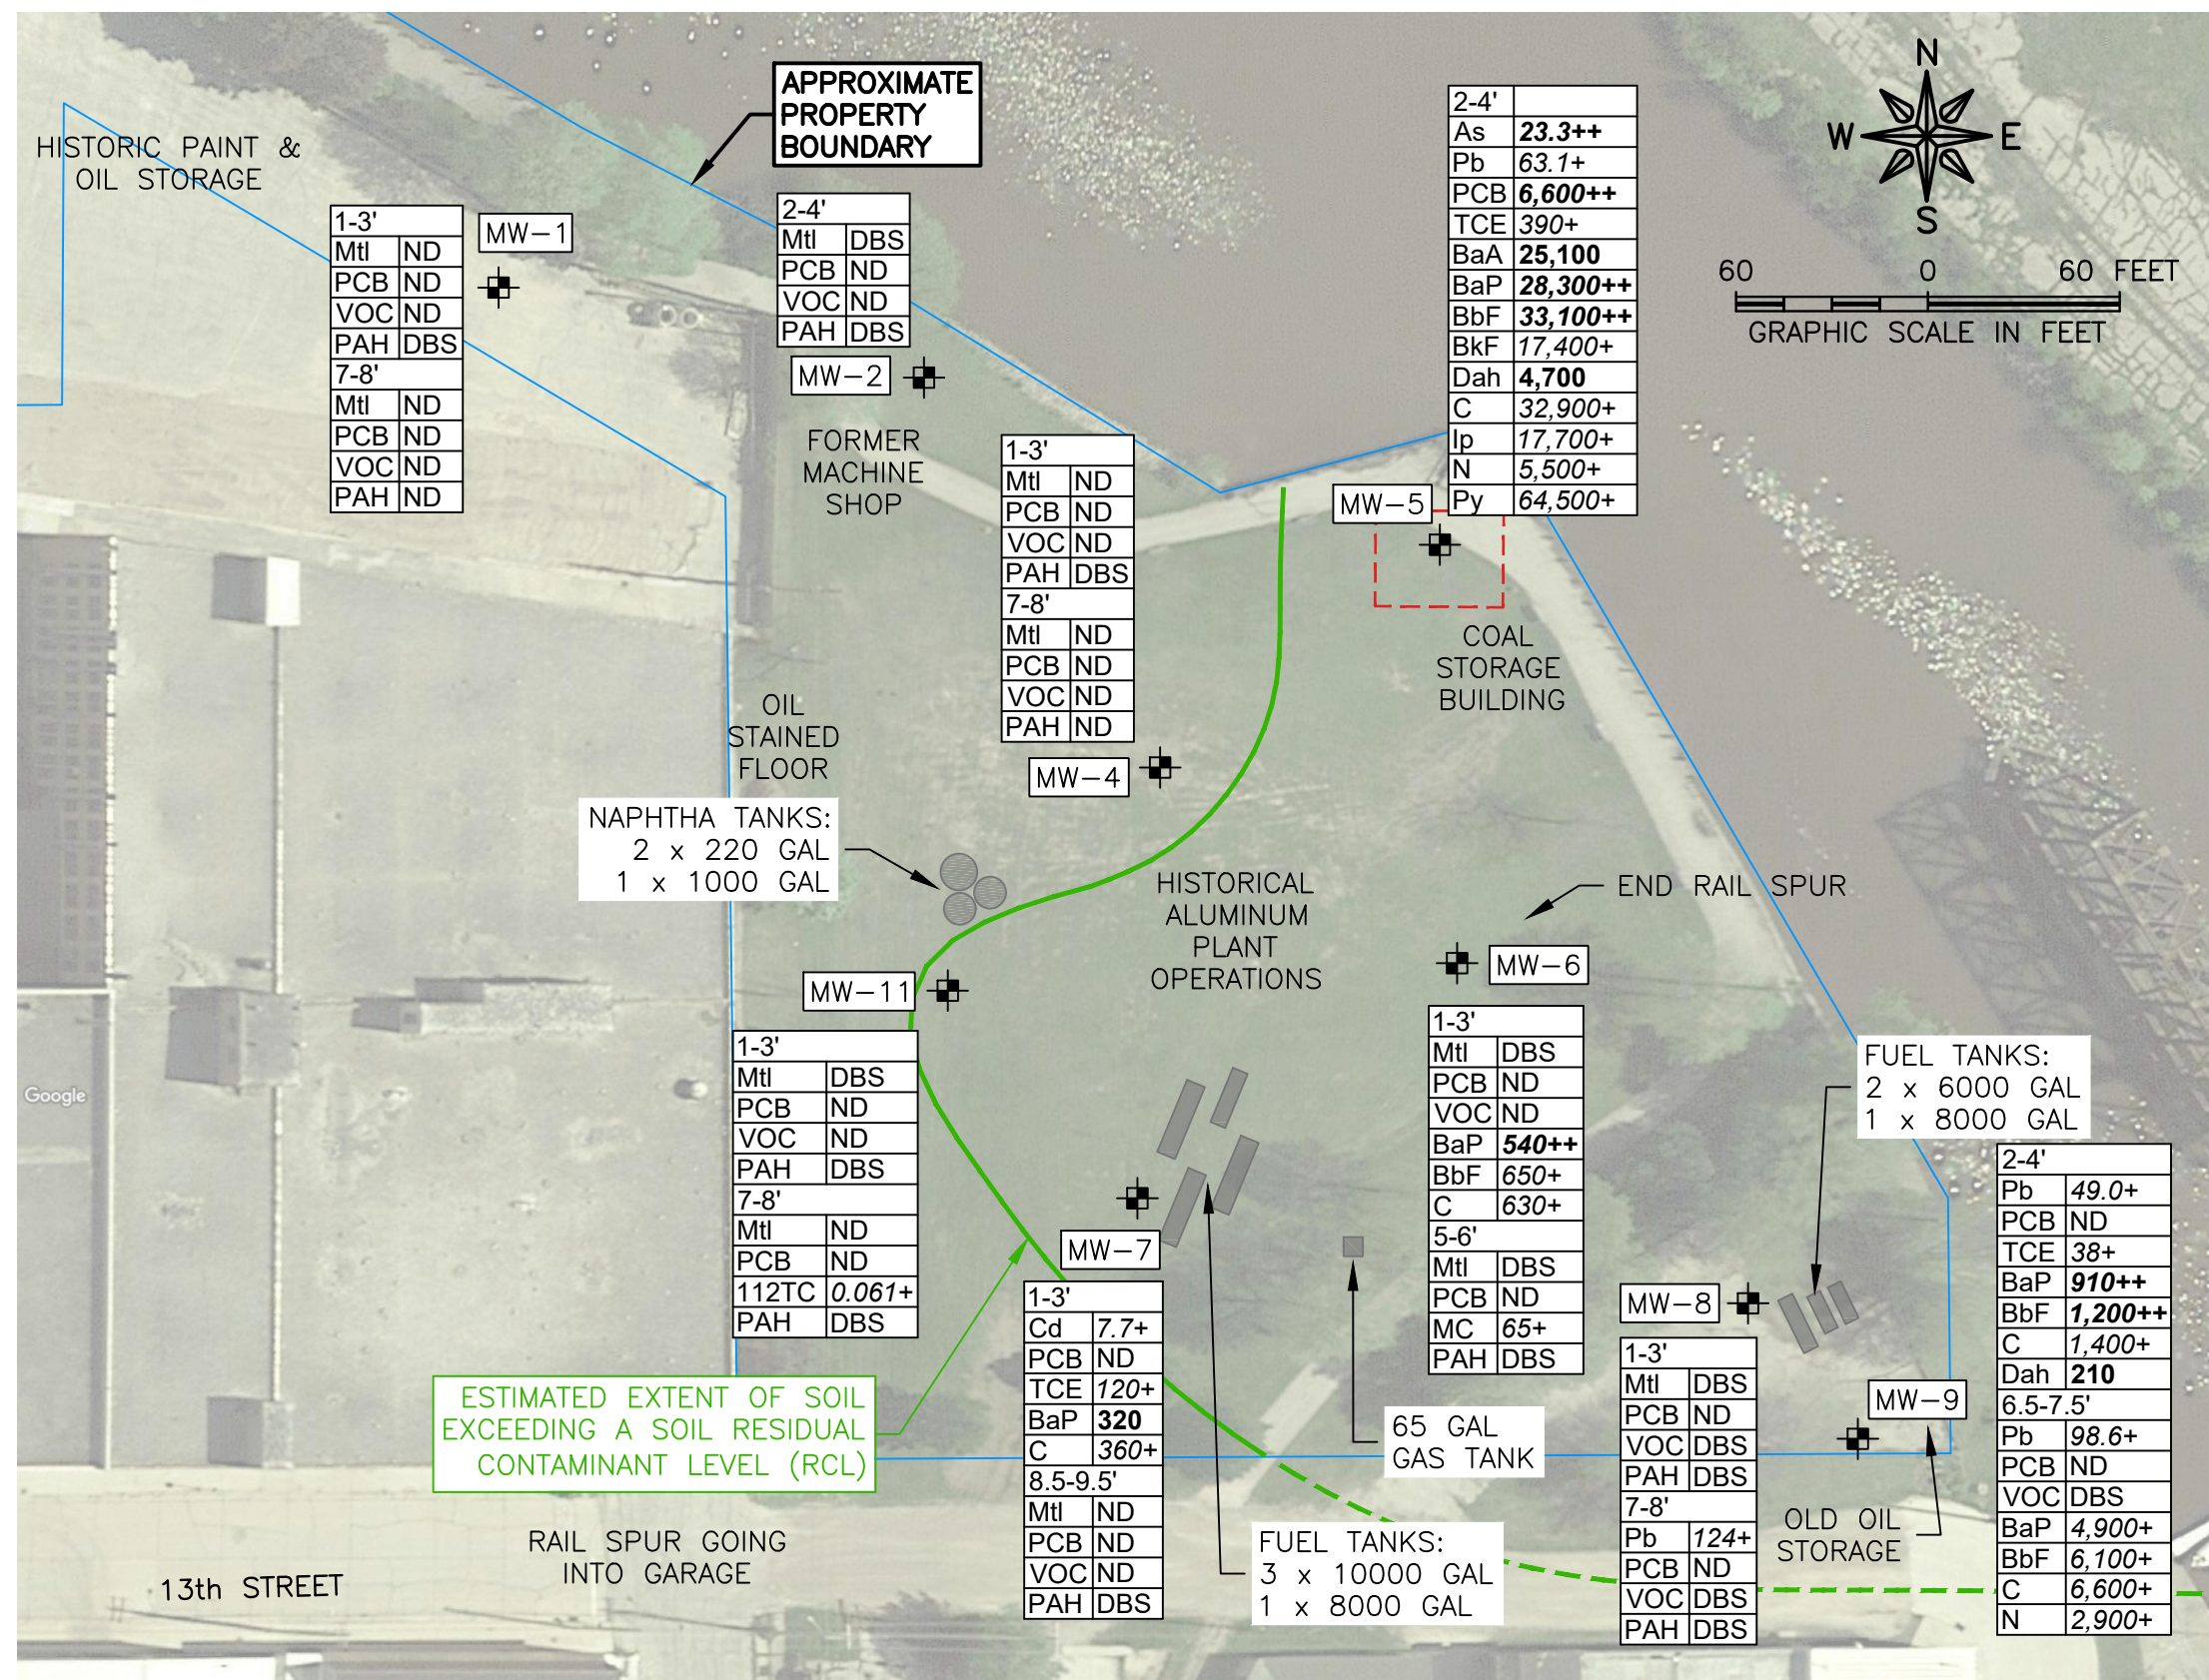 HISTORIC PAINT &
OIL STORAGE
APPROXIMATE
PROPERTY
BOUNDARY
N
W E
S
60 0 60 FEET
GRAPHIC SCALE IN FEET
MW-1
1-3'
Mtl ND
PCB ND
VOC ND
PAH DBS
7-8'
Mtl ND
PCB ND
VOC ND
PAH ND
2-4'
Mtl DBS
PCB ND
VOC ND
PAH DBS
MW-2
FORMER
MACHINE
SHOP
1-3'
Mtl ND
PCB ND
VOC ND
PAH DBS
7-8'
Mtl ND
PCB ND
VOC ND
PAH ND
MW-4
2-4'
As 23.3++
Pb 63.1+
PCB 6,600++
TCE 390+
BaA 25,100
BaP 28,300++
BbF 33,100++
BkF 17,400+
Dah 4,700
C 32,900+
Ip 17,700+
N 5,500+
Py 64,500+
MW-5
COAL
STORAGE
BUILDING
OIL
STAINED
FLOOR
NAPHTHA TANKS:
2 x 220 GAL
1 x 1000 GAL
HISTORICAL
ALUMINUM
PLANT
OPERATIONS
END RAIL SPUR
MW-6
1-3'
Mtl DBS
PCB ND
VOC ND
BaP 540++
BbF 650+
C 630+
5-6'
Mtl DBS
PCB ND
MC 65+
PAH DBS
MW-11
1-3'
Mtl DBS
PCB ND
VOC ND
PAH DBS
7-8'
Mtl ND
PCB ND
112TC 0.061+
PAH DBS
Google
MW-7
1-3'
Cd 7.7+
PCB ND
TCE 120+
BaP 320
C 360+
8.5-9.5'
Mtl ND
PCB ND
VOC ND
PAH DBS
FUEL TANKS:
2 x 6000 GAL
1 x 8000 GAL
MW-8
1-3'
Mtl DBS
PCB ND
VOC DBS
PAH DBS
7-8'
Pb 124+
PCB ND
VOC DBS
PAH DBS
MW-9
2-4'
Pb 49.0+
PCB ND
TCE 38+
BaP 910++
BbF 1,200++
C 1,400+
Dah 210
6.5-7.5'
Pb 98.6+
PCB ND
VOC DBS
BaP 4,900+
BbF 6,100+
C 6,600+
N 2,900+
ESTIMATED EXTENT OF SOIL
EXCEEDING A SOIL RESIDUAL
CONTAMINANT LEVEL (RCL)
65 GAL
GAS TANK
OLD OIL
STORAGE
RAIL SPUR GOING
INTO GARAGE
FUEL TANKS:
3 x 10000 GAL
1 x 8000 GAL
13th STREET